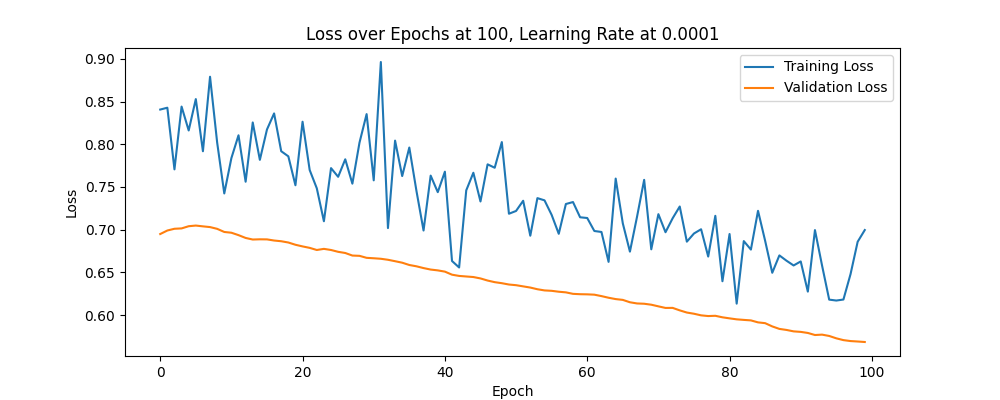 Loss over Epochs at 100, Learning Rate at 0.0001
Training Loss
Validation Loss
Loss
0.90
0.85
0.80
0.75
0.70
0.65
0.60
0
20
40
60
80
100
Epoch